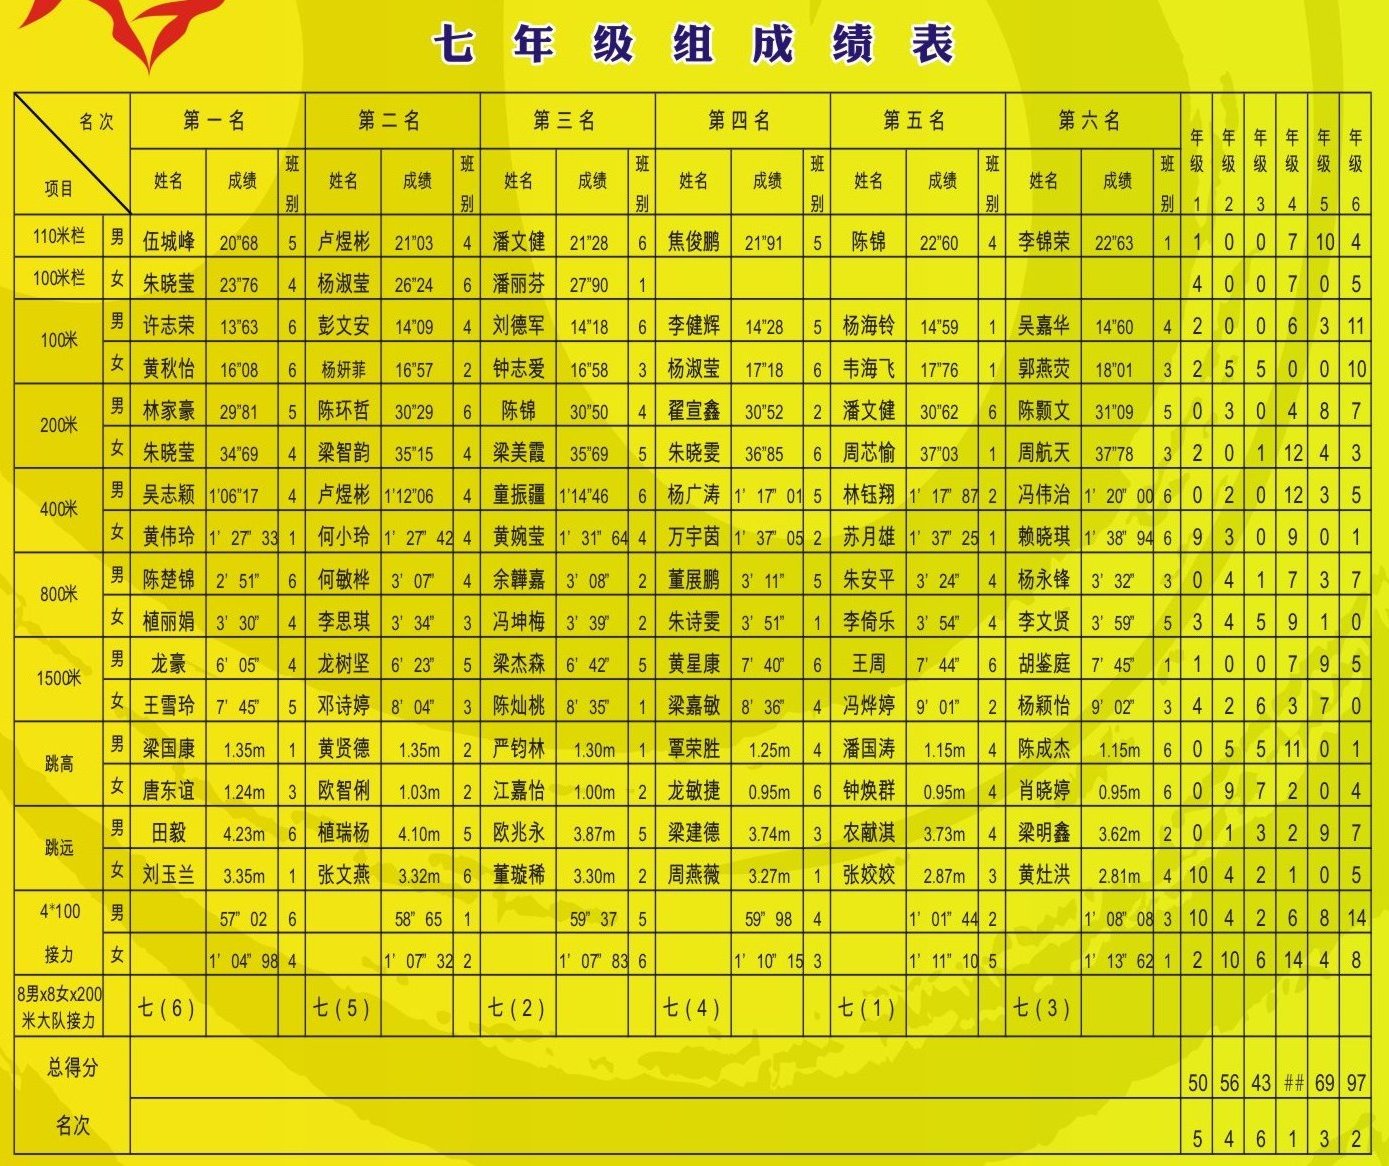 七年级组成绩表
名次 第一名 第二名 第三名 第四名 第五名 第六名 年级1 年级2 年级3 年级4 年级5 年级6
项目 姓名 成绩 班别 姓名 成绩 班别 姓名 成绩 班别 姓名 成绩 班别 姓名 成绩 班别 姓名 成绩 班别
110米栏 男 伍城峰 20"68 5 卢煜彬 21"03 4 潘文健 21"28 6 焦俊鹏 21"91 5 陈锦 22"60 4 李锦荣 22"63 1 1 0 0 7 10 4
100米栏 女 朱晓莹 23"76 4 杨淑莹 26"24 6 潘丽芬 27"90 1 4 0 0 7 0 5
100米 男 许志荣 13"63 6 彭文安 14"09 4 刘德军 14"18 6 李健辉 14"28 5 杨海铃 14"59 1 吴嘉华 14"60 4 2 0 0 6 3 11
女 黄秋怡 16"08 6 杨妍菲 16"57 2 钟志爱 16"58 3 杨淑莹 17"18 6 韦海飞 17"76 1 郭燕荧 18"01 3 2 5 5 0 0 10
200米 男 林家豪 29"81 5 陈环哲 30"29 6 陈锦 30"50 4 翟宣鑫 30"52 2 潘文健 30"62 6 陈颢文 31"09 5 0 3 0 4 8 7
女 朱晓莹 34"69 4 梁智韵 35"15 4 梁美霞 35"69 5 朱晓雯 36"85 6 周芯愉 37"03 1 周航天 37"78 3 2 0 1 12 4 3
400米 男 吴志颖 1'06"17 4 卢煜彬 1'12"06 4 童振疆 1'14"46 6 杨广涛 1' 17" 01 5 林钰翔 1' 17" 87 2 冯伟治 1' 20" 00 6 0 2 0 12 3 5
女 黄伟玲 1' 27" 33 1 何小玲 1' 27" 42 4 黄婉莹 1' 31" 64 4 万宇茵 1' 37" 05 2 苏月雄 1' 37" 25 1 赖晓琪 1' 38" 94 6 9 3 0 9 0 1
800米 男 陈楚锦 2' 51" 6 何敏桦 3' 07" 4 余韡嘉 3' 08" 2 董展鹏 3' 11" 5 朱安平 3' 24" 4 杨永锋 3' 32" 3 0 4 1 7 3 7
女 植丽娟 3' 30" 4 李思琪 3' 34" 3 冯坤梅 3' 39" 2 朱诗雯 3' 51" 1 李倚乐 3' 54" 4 李文贤 3' 59" 5 3 4 5 9 1 0
1500米 男 龙豪 6' 05" 4 龙树坚 6' 23" 5 梁杰森 6' 42" 5 黄星康 7' 40" 6 王周 7' 44" 6 胡鉴庭 7' 45" 1 1 0 0 7 9 5
女 王雪玲 7' 45" 5 邓诗婷 8' 04" 3 陈灿桃 8' 35" 1 梁嘉敏 8' 36" 4 冯烨婷 9' 01" 2 杨颖怡 9' 02" 3 4 2 6 3 7 0
跳高 男 梁国康 1.35m 1 黄贤德 1.35m 2 严钧林 1.30m 1 覃荣胜 1.25m 4 潘国涛 1.15m 4 陈成杰 1.15m 6 0 5 5 11 0 1
女 唐东谊 1.24m 3 欧智俐 1.03m 2 江嘉怡 1.00m 2 龙敏捷 0.95m 6 钟焕群 0.95m 4 肖晓婷 0.95m 6 0 9 7 2 0 4
跳远 男 田毅 4.23m 6 植瑞杨 4.10m 5 欧兆永 3.87m 5 梁建德 3.74m 3 农献淇 3.73m 4 梁明鑫 3.62m 2 0 1 3 2 9 7
女 刘玉兰 3.35m 1 张文燕 3.32m 6 董璇稀 3.30m 2 周燕薇 3.27m 1 张姣姣 2.87m 3 黄灶洪 2.81m 4 10 4 2 1 0 5
4*100 男 57" 02 6 58" 65 1 59" 37 5 59" 98 4 1' 01" 44 2 1' 08" 08 3 10 4 2 6 8 14
接力 女 1' 04" 98 4 1' 07" 32 2 1' 07" 83 6 1' 10" 15 3 1' 11" 10 5 1' 13" 62 1 2 10 6 14 4 8
8男x8女x200
米大队接力 七(6) 七(5) 七(2) 七(4) 七(1) 七(3)
总得分 50 56 43 ## 69 97
名次 5 4 6 1 3 2